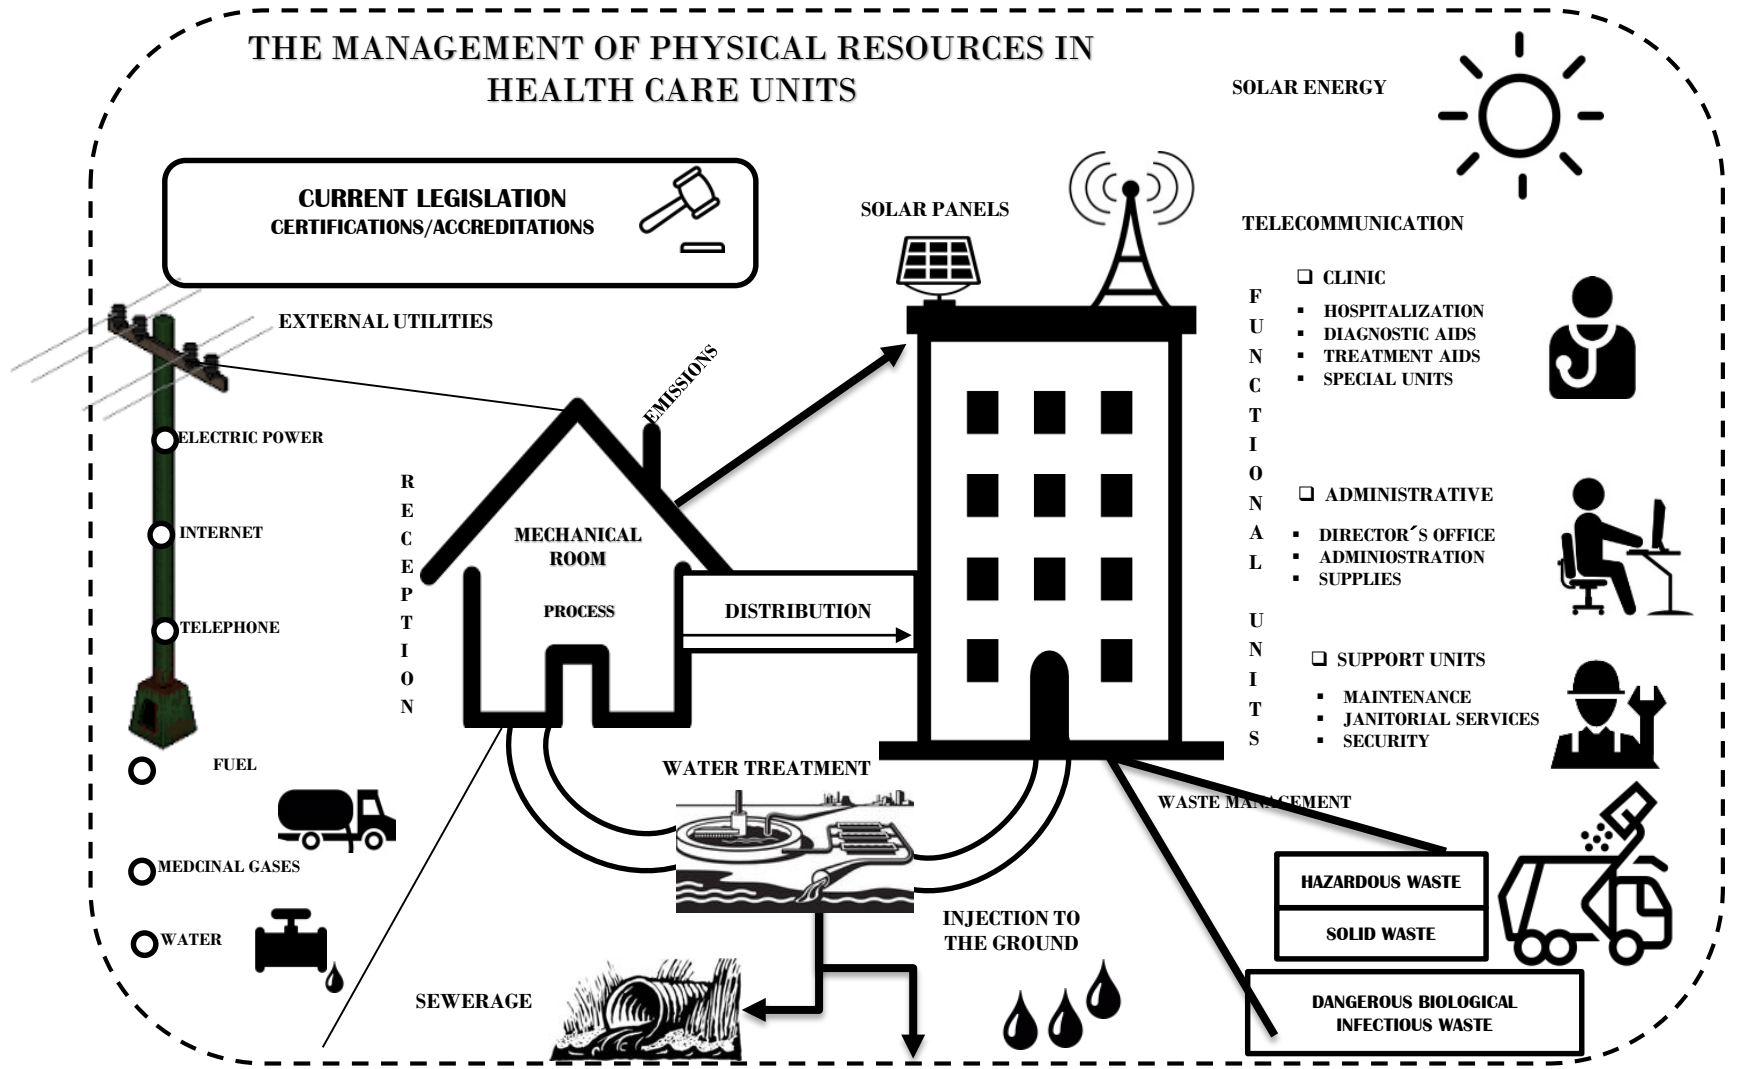 THE MANAGEMENT OF PHYSICAL RESOURCES IN
HEALTH CARE UNITS
SOLAR ENERGY
CURRENT LEGISLATION
CERTIFICATIONS/ACCREDITATIONS
SOLAR PANELS
TELECOMMUNICATION
EXTERNAL UTILITIES
EMISSIONS
ELECTRIC POWER
INTERNET
TELEPHONE
FUEL
MEDCINAL GASES
WATER
RECEPTION
MECHANICAL
ROOM
PROCESS
DISTRIBUTION
FUNCTIONAL UNITS
CLINIC
HOSPITALIZATION
DIAGNOSTIC AIDS
TREATMENT AIDS
SPECIAL UNITS
ADMINISTRATIVE
DIRECTOR´S OFFICE
ADMINIOSTRATION
SUPPLIES
SUPPORT UNITS
MAINTENANCE
JANITORIAL SERVICES
SECURITY
WATER TREATMENT
WASTE MANAGEMENT
HAZARDOUS WASTE
SOLID WASTE
DANGEROUS BIOLOGICAL
INFECTIOUS WASTE
INJECTION TO
THE GROUND
SEWERAGE